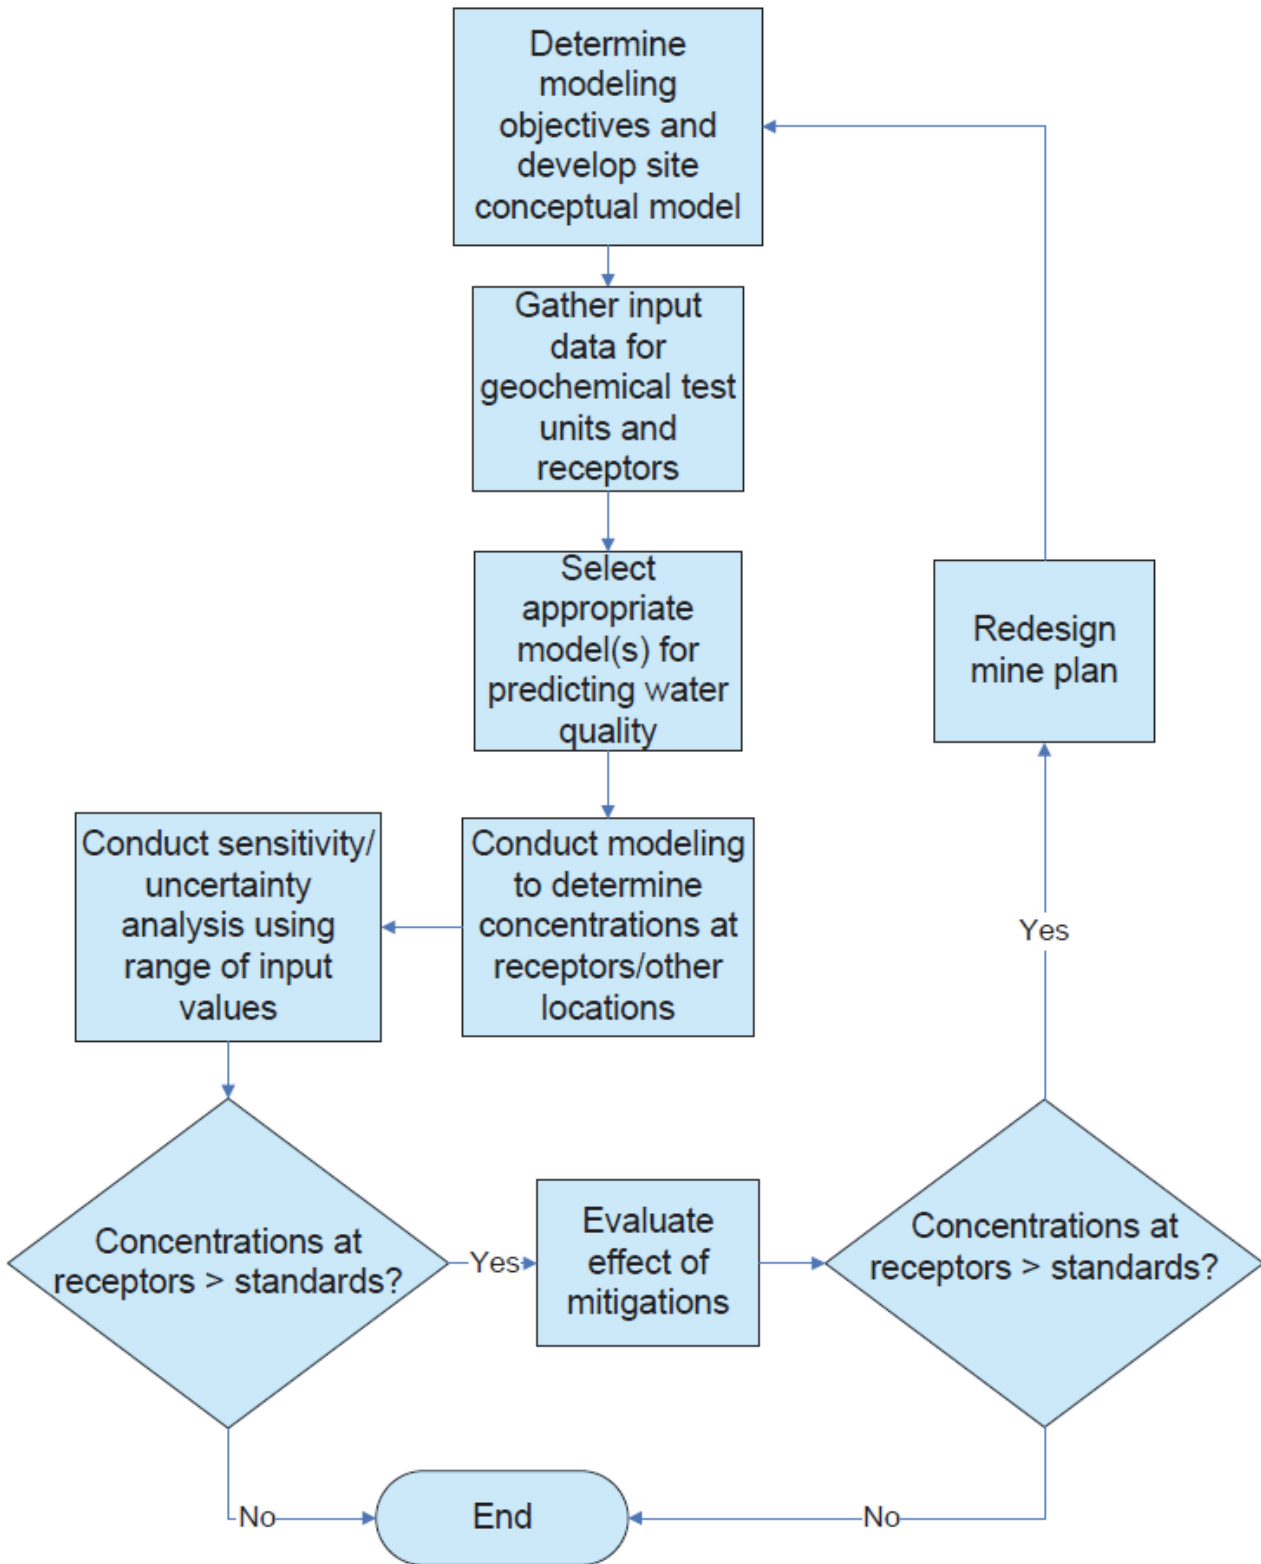 Determine
modeling
objectives and
develop site
conceptual model
Gather input
data for
geochemical test
units and
receptors
Select
appropriate
model(s) for
predicting water
quality
Redesign
mine plan
Conduct sensitivity/
uncertainty
analysis using
range of input
values
Conduct modeling
to determine
concentrations at
receptors/other
locations
Yes
Concentrations at
receptors > standards?
Yes
Evaluate
effect of
mitigations
Concentrations at
receptors > standards?
No
End
No